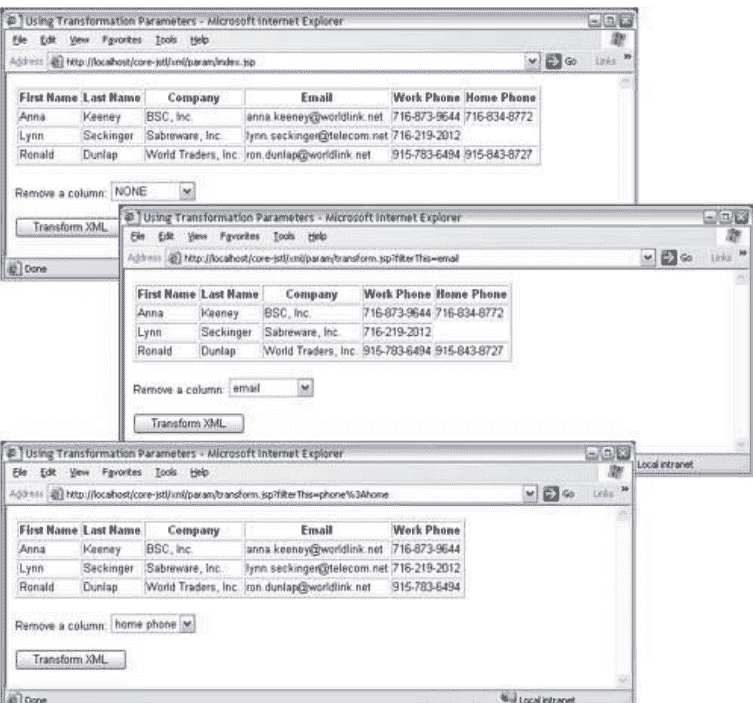 Using Transformation Parameters - Microsoft Internet Explorer
File Edit View Favorites Tools Help
Address http://localhost/core-jstl/xml/param/index.jsp Go Links »
First Name Last Name Company Email Work Phone Home Phone
Anna Keeney BSC, Inc. anna.keeney@worldlink.net 716-873-9644 716-834-8772
Lynn Seckinger Sabreware, Inc. lynn.seckinger@telecom.net 716-219-2012
Ronald Dunlap World Traders, Inc. ron.dunlap@worldlink.net 915-783-6494 915-843-8727
Remove a column: NONE
Transform XML
Done
Using Transformation Parameters - Microsoft Internet Explorer
File Edit View Favorites Tools Help
Address http://localhost/core-jstl/xml/param/transform.jsp?filterThis=email Go Links »
First Name Last Name Company Work Phone Home Phone
Anna Keeney BSC, Inc. 716-873-9644 716-834-8772
Lynn Seckinger Sabreware, Inc. 716-219-2012
Ronald Dunlap World Traders, Inc. 915-783-6494 915-843-8727
Remove a column: email
Transform XML
Local intranet
Using Transformation Parameters - Microsoft Internet Explorer
File Edit View Favorites Tools Help
Address http://localhost/core-jstl/xml/param/transform.jsp?filterThis=phone%3Ahome Go Links »
First Name Last Name Company Email Work Phone
Anna Keeney BSC, Inc. anna.keeney@worldlink.net 716-873-9644
Lynn Seckinger Sabreware, Inc. lynn.seckinger@telecom.net 716-219-2012
Ronald Dunlap World Traders, Inc. ron.dunlap@worldlink.net 915-783-6494
Remove a column: home phone
Transform XML
Done Local intranet